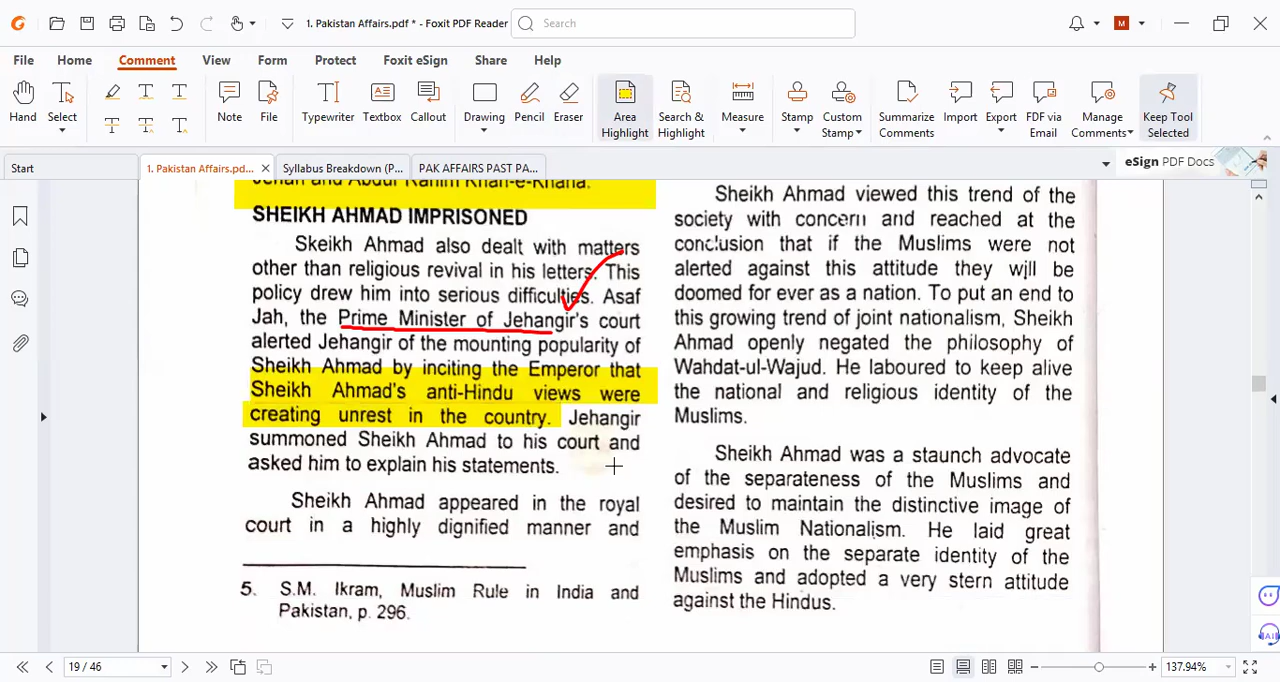 1. Pakistan Affairs.pdf * - Foxit PDF Reader
Search
M
File
Home
Comment
View
Form
Protect
Foxit eSign
Share
Help
Hand
Select
Note
File
Typewriter
Textbox
Callout
Drawing
Pencil
Eraser
Area Highlight
Search & Highlight
Measure
Stamp
Custom Stamp
Summarize Comments
Import
Export
FDF via Email
Manage Comments
Keep Tool Selected
Start
1. Pakistan Affairs.pd...
Syllabus Breakdown (P...
PAK AFFAIRS PAST PA...
eSign PDF Docs
Jehan and Abdur Rahim Khan-e-Khana.
SHEIKH AHMAD IMPRISONED
Skeikh Ahmad also dealt with matters
other than religious revival in his letters. This
policy drew him into serious difficulties. Asaf
Jah, the Prime Minister of Jehangir's court
alerted Jehangir of the mounting popularity of
Sheikh Ahmad by inciting the Emperor that
Sheikh Ahmad's anti-Hindu views were
creating unrest in the country. Jehangir
summoned Sheikh Ahmad to his court and
asked him to explain his statements.
Sheikh Ahmad appeared in the royal
court in a highly dignified manner and
5. S.M. Ikram, Muslim Rule in India and
Pakistan, p. 296.
Sheikh Ahmad viewed this trend of the
society with concern and reached at the
conclusion that if the Muslims were not
alerted against this attitude they will be
doomed for ever as a nation. To put an end to
this growing trend of joint nationalism, Sheikh
Ahmad openly negated the philosophy of
Wahdat-ul-Wajud. He laboured to keep alive
the national and religious identity of the
Muslims.
Sheikh Ahmad was a staunch advocate
of the separateness of the Muslims and
desired to maintain the distinctive image of
the Muslim Nationalism. He laid great
emphasis on the separate identity of the
Muslims and adopted a very stern attitude
against the Hindus.
19 / 46
137.94%